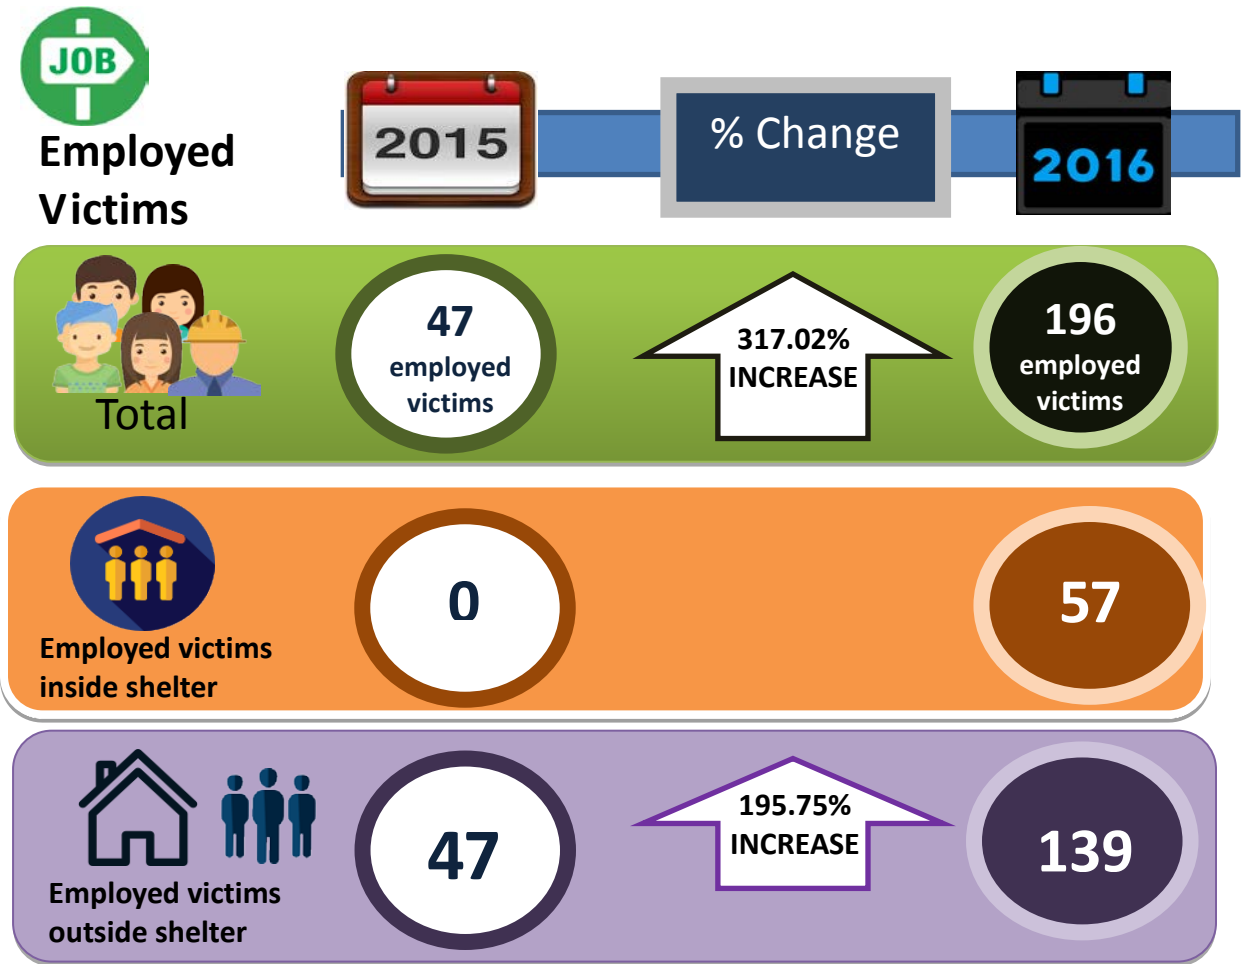 JOB
Employed
Victims
2015
% Change
2016
Total
47
employed
victims
317.02%
INCREASE
196
employed
victims
Employed victims
inside shelter
0
57
Employed victims
outside shelter
47
195.75%
INCREASE
139